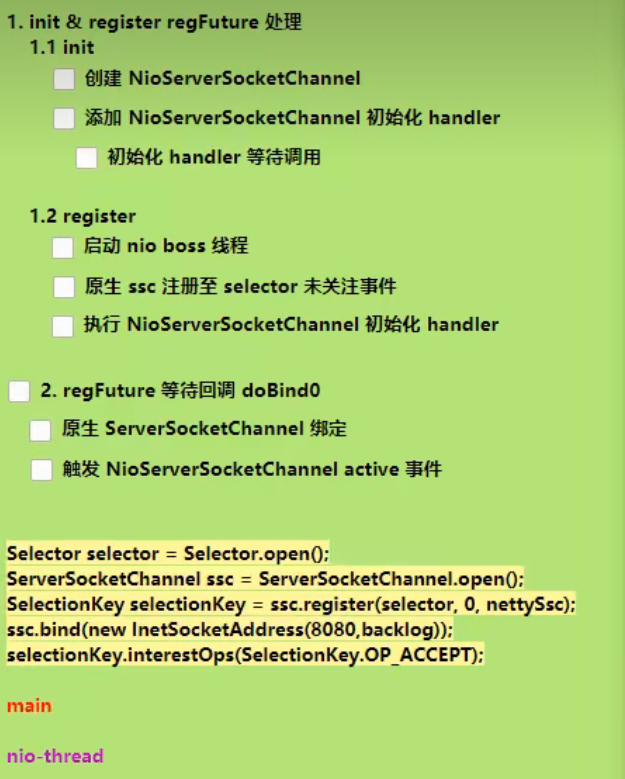 1. init & register regFuture 处理
1.1 init
创建 NioServerSocketChannel
添加 NioServerSocketChannel 初始化 handler
初始化 handler 等待调用
1.2 register
启动 nio boss 线程
原生 ssc 注册至 selector 未关注事件
执行 NioServerSocketChannel 初始化 handler
2. regFuture 等待回调 doBind0
原生 ServerSocketChannel 绑定
触发 NioServerSocketChannel active 事件
Selector selector = Selector.open();
ServerSocketChannel ssc = ServerSocketChannel.open();
SelectionKey selectionKey = ssc.register(selector, 0, nettySsc);
ssc.bind(new InetSocketAddress(8080,backlog));
selectionKey.interestOps(SelectionKey.OP_ACCEPT);
main
nio-thread